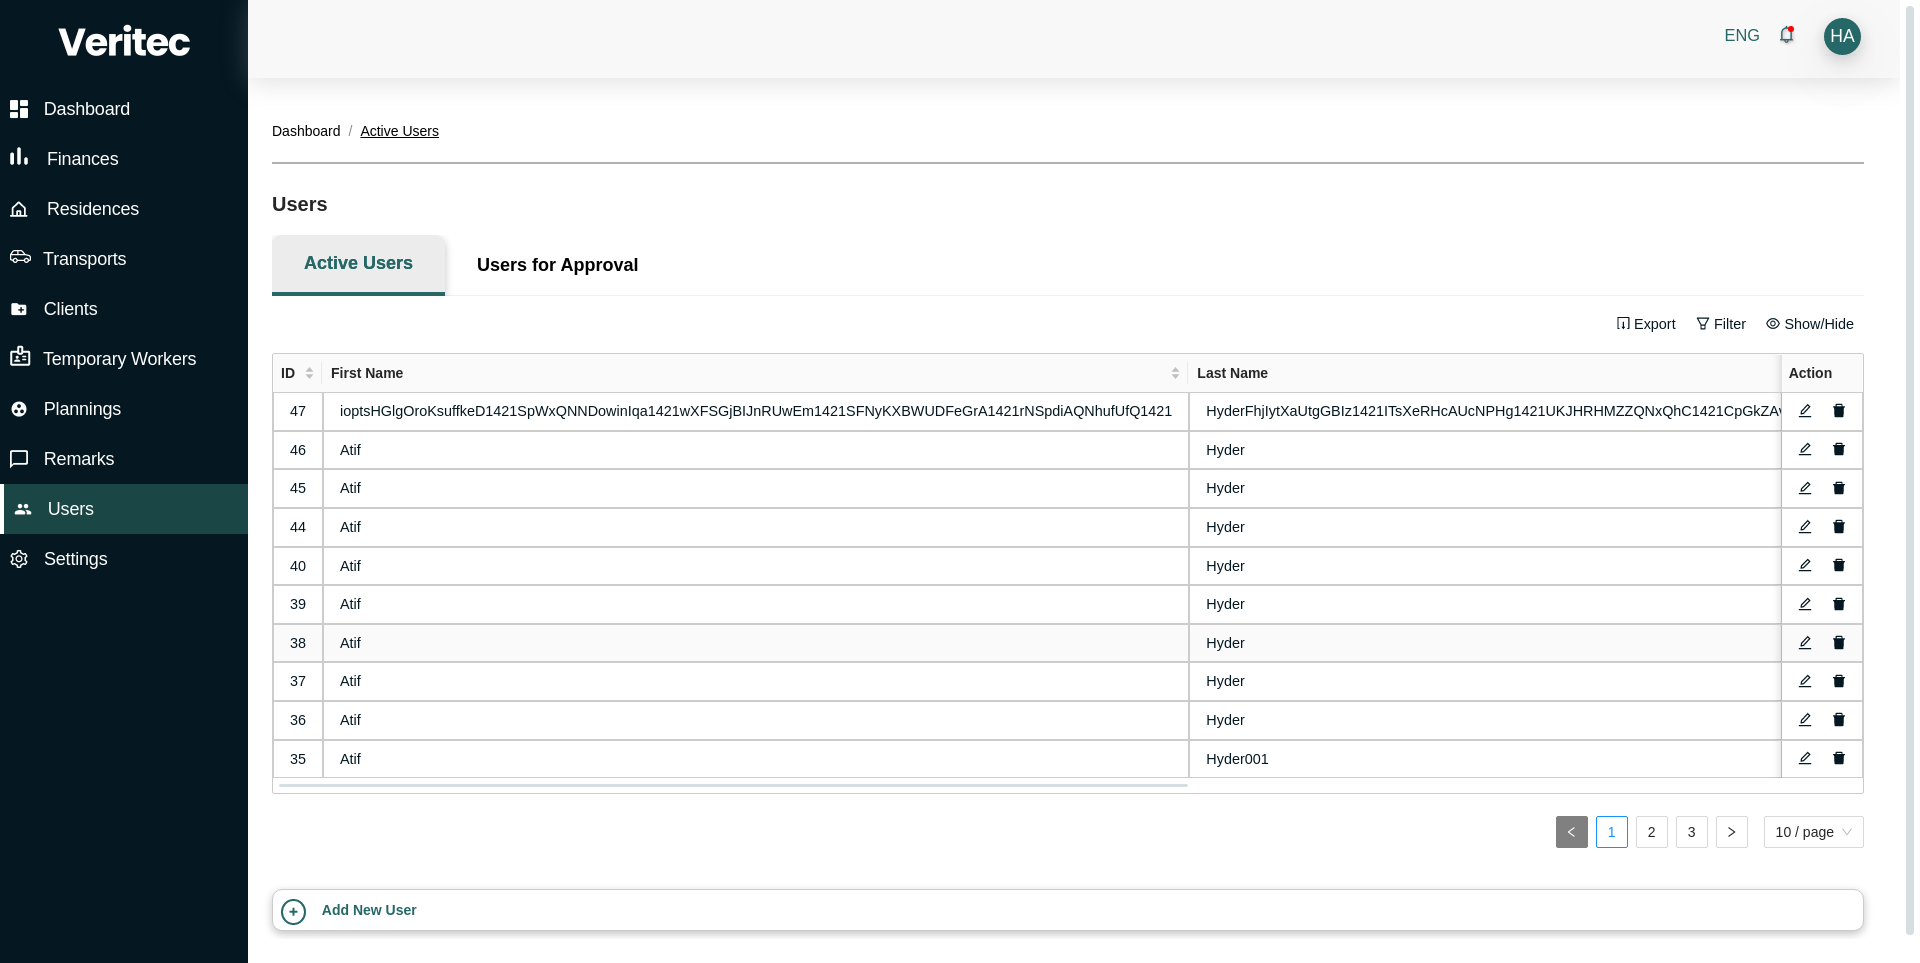 Veritec
ENG
HA
Dashboard
Finances
Residences
Transports
Clients
Temporary Workers
Plannings
Remarks
Users
Settings
Dashboard / Active Users
Users
Active Users Users for Approval
Export Filter Show/Hide
ID First Name Last Name Action
47 ioptsHGlgOroKsuffkeD1421SpWxQNNDowinIqa1421wXFSGjBIJnRUwEm1421SFNyKXBWUDFeGrA1421rNSpdiAQNhufUfQ1421 HyderFhjIytXaUtgGBIz1421ITsXeRHcAUcNPHg1421UKJHRHMZZQNxQhC1421CpGkZA
46 Atif Hyder
45 Atif Hyder
44 Atif Hyder
40 Atif Hyder
39 Atif Hyder
38 Atif Hyder
37 Atif Hyder
36 Atif Hyder
35 Atif Hyder001
1 2 3 10 / page
Add New User